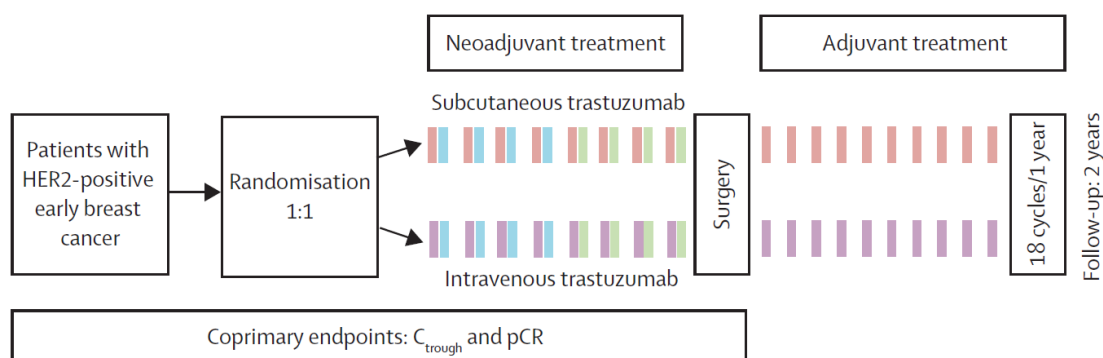 Neoadjuvant treatment
Adjuvant treatment
Subcutaneous trastuzumab
Patients with
HER2-positive
early breast
cancer
Randomisation
1:1
Surgery
18 cycles/1 year
Follow-up: 2 years
Intravenous trastuzumab
Coprimary endpoints: Ctrough and pCR